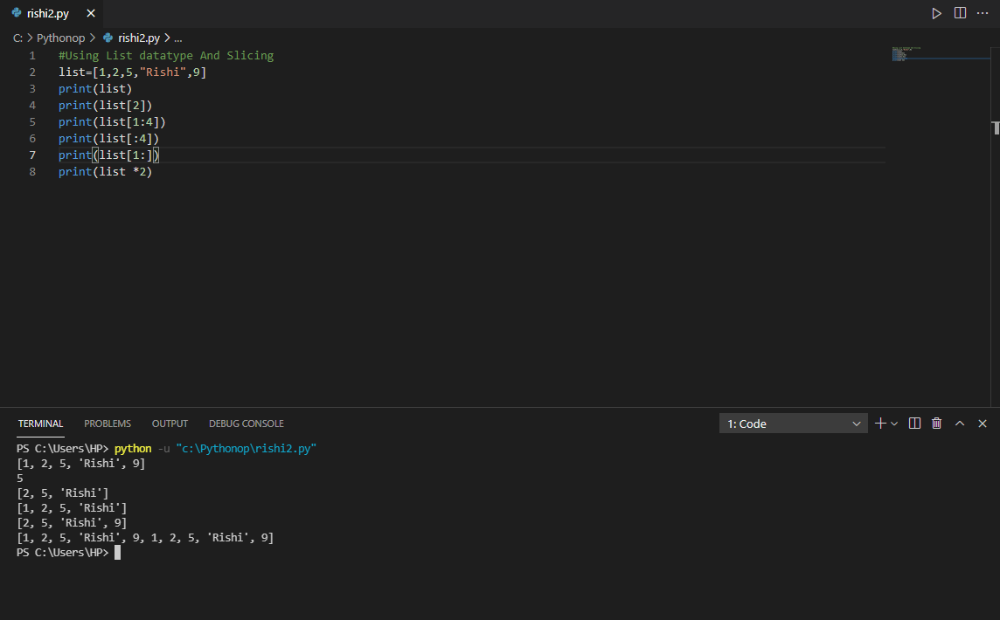 rishi2.py
C: > Pythonop > rishi2.py > ...
1 #Using List datatype And Slicing
2 list=[1,2,5,"Rishi",9]
3 print(list)
4 print(list[2])
5 print(list[1:4])
6 print(list[:4])
7 print(list[1:])
8 print(list *2)
TERMINAL PROBLEMS OUTPUT DEBUG CONSOLE 1: Code
PS C:\Users\HP> python -u "c:\Pythonop\rishi2.py"
[1, 2, 5, 'Rishi', 9]
5
[2, 5, 'Rishi']
[1, 2, 5, 'Rishi']
[2, 5, 'Rishi', 9]
[1, 2, 5, 'Rishi', 9, 1, 2, 5, 'Rishi', 9]
PS C:\Users\HP>